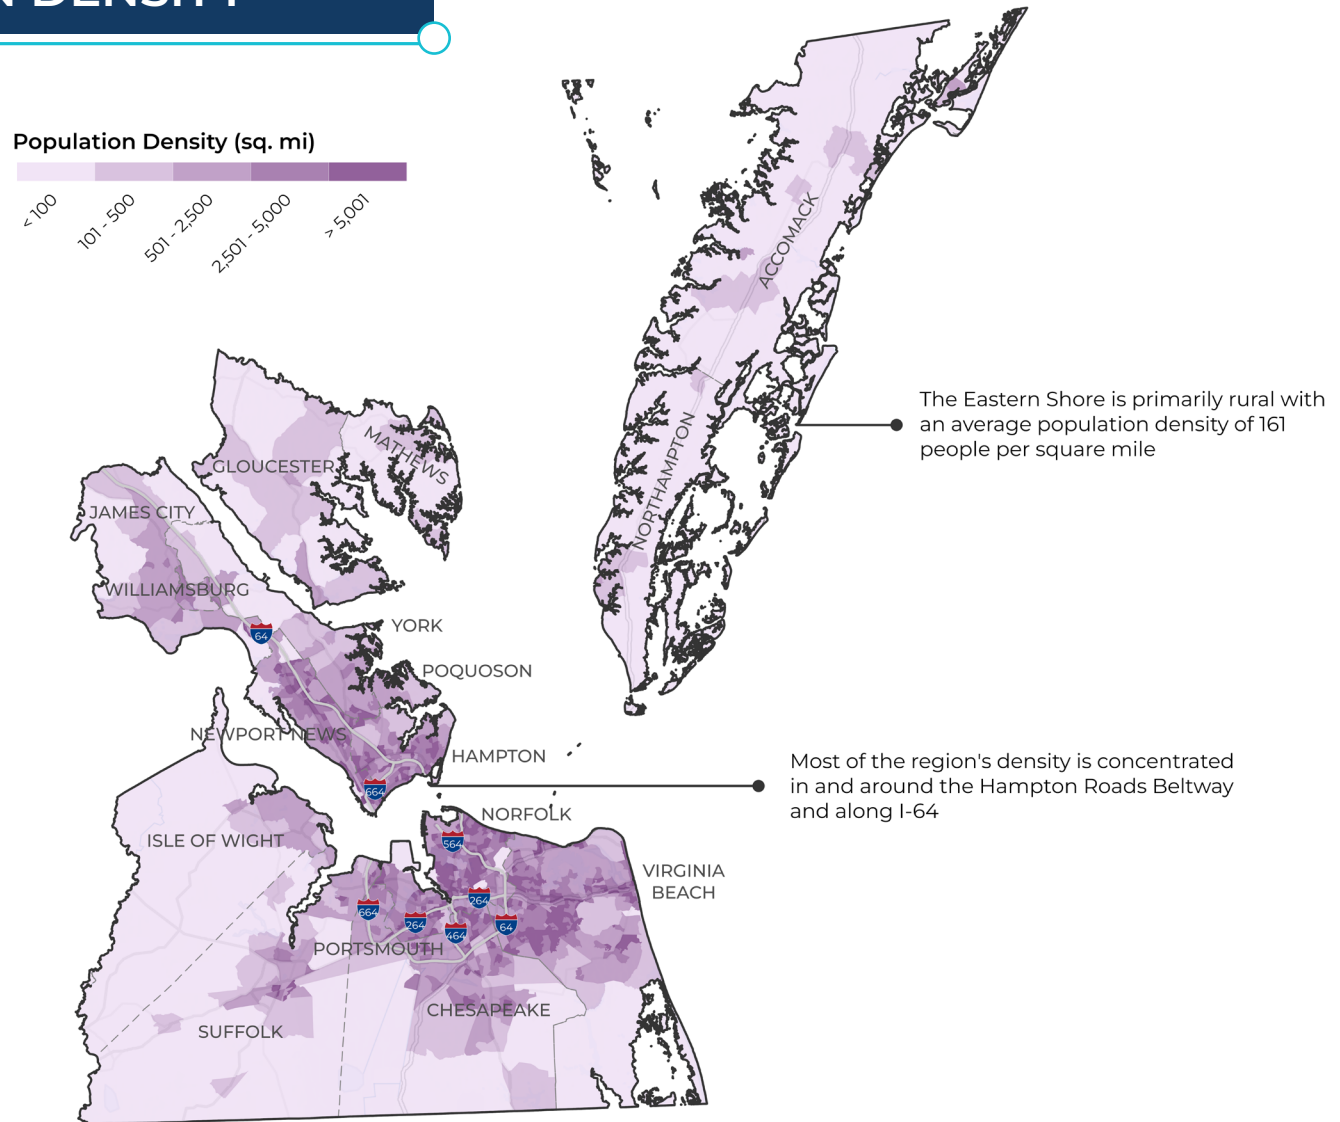 N DENSITY
Population Density (sq. mi)
< 100
101 - 500
501 - 2,500
2,501 - 5,000
> 5,001
ACCOMACK
NORTHAMPTON
The Eastern Shore is primarily rural with
an average population density of 161
people per square mile
MATHEWS
GLOUCESTER
JAMES CITY
WILLIAMSBURG
64
YORK
POQUOSON
NEWPORT NEWS
HAMPTON
664
Most of the region's density is concentrated
in and around the Hampton Roads Beltway
and along I-64
NORFOLK
ISLE OF WIGHT
564
VIRGINIA
BEACH
264
664
264
464
64
PORTSMOUTH
CHESAPEAKE
SUFFOLK